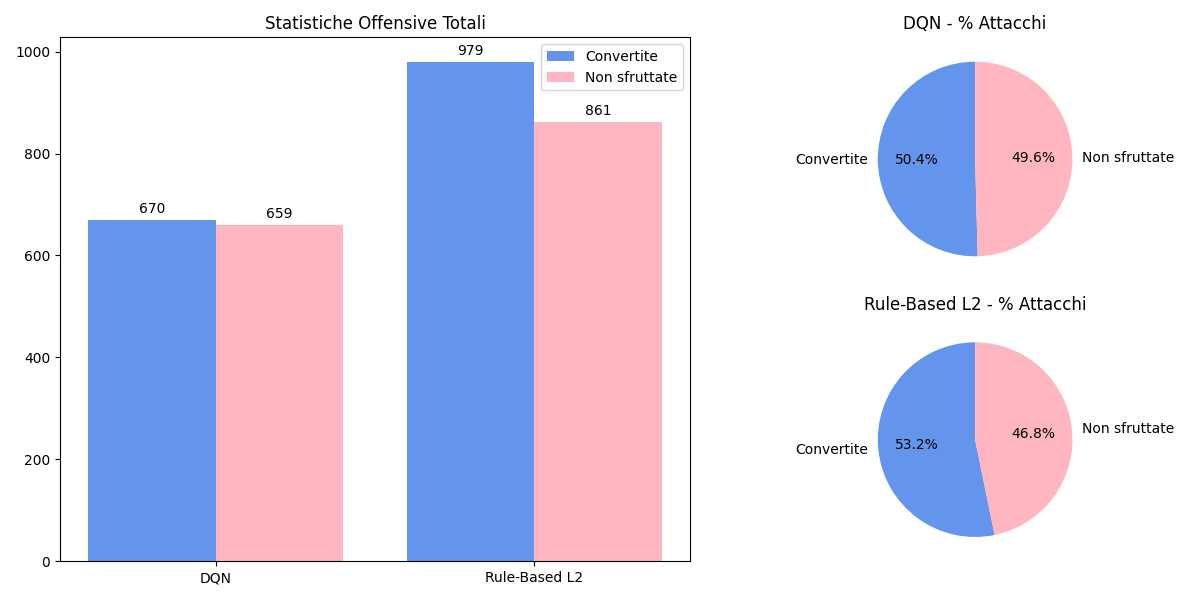 Statistiche Offensive Totali
1000
800
600
400
200
0
979
861
670
659
Convertite
Non sfruttate
DQN
Rule-Based L2
DQN - % Attacchi
Convertite
50.4%
49.6%
Non sfruttate
Rule-Based L2 - % Attacchi
Convertite
53.2%
46.8%
Non sfruttate